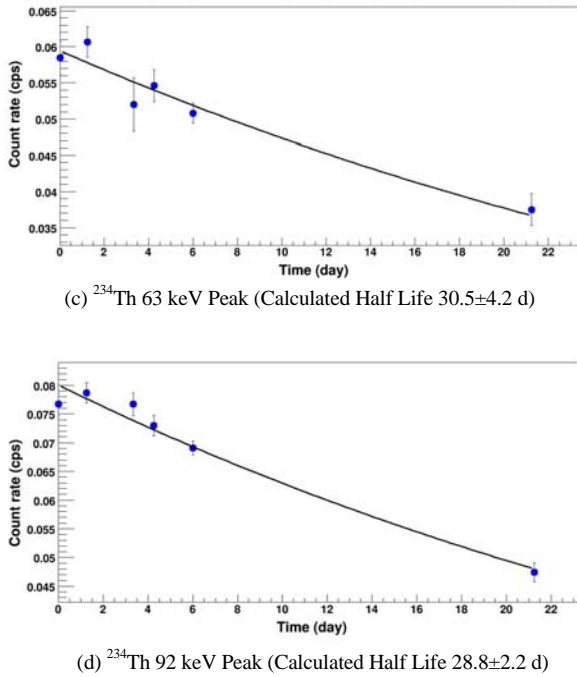 0.065
0.06
0.055
0.05
0.045
0.04
0.035
Count rate (cps)
0 2 4 6 8 10 12 14 16 18 20 22
Time (day)
(c) ²³⁴Th 63 keV Peak (Calculated Half Life 30.5±4.2 d)
0.08
0.075
0.07
0.065
0.06
0.055
0.05
0.045
Count rate (cps)
0 2 4 6 8 10 12 14 16 18 20 22
Time (day)
(d) ²³⁴Th 92 keV Peak (Calculated Half Life 28.8±2.2 d)